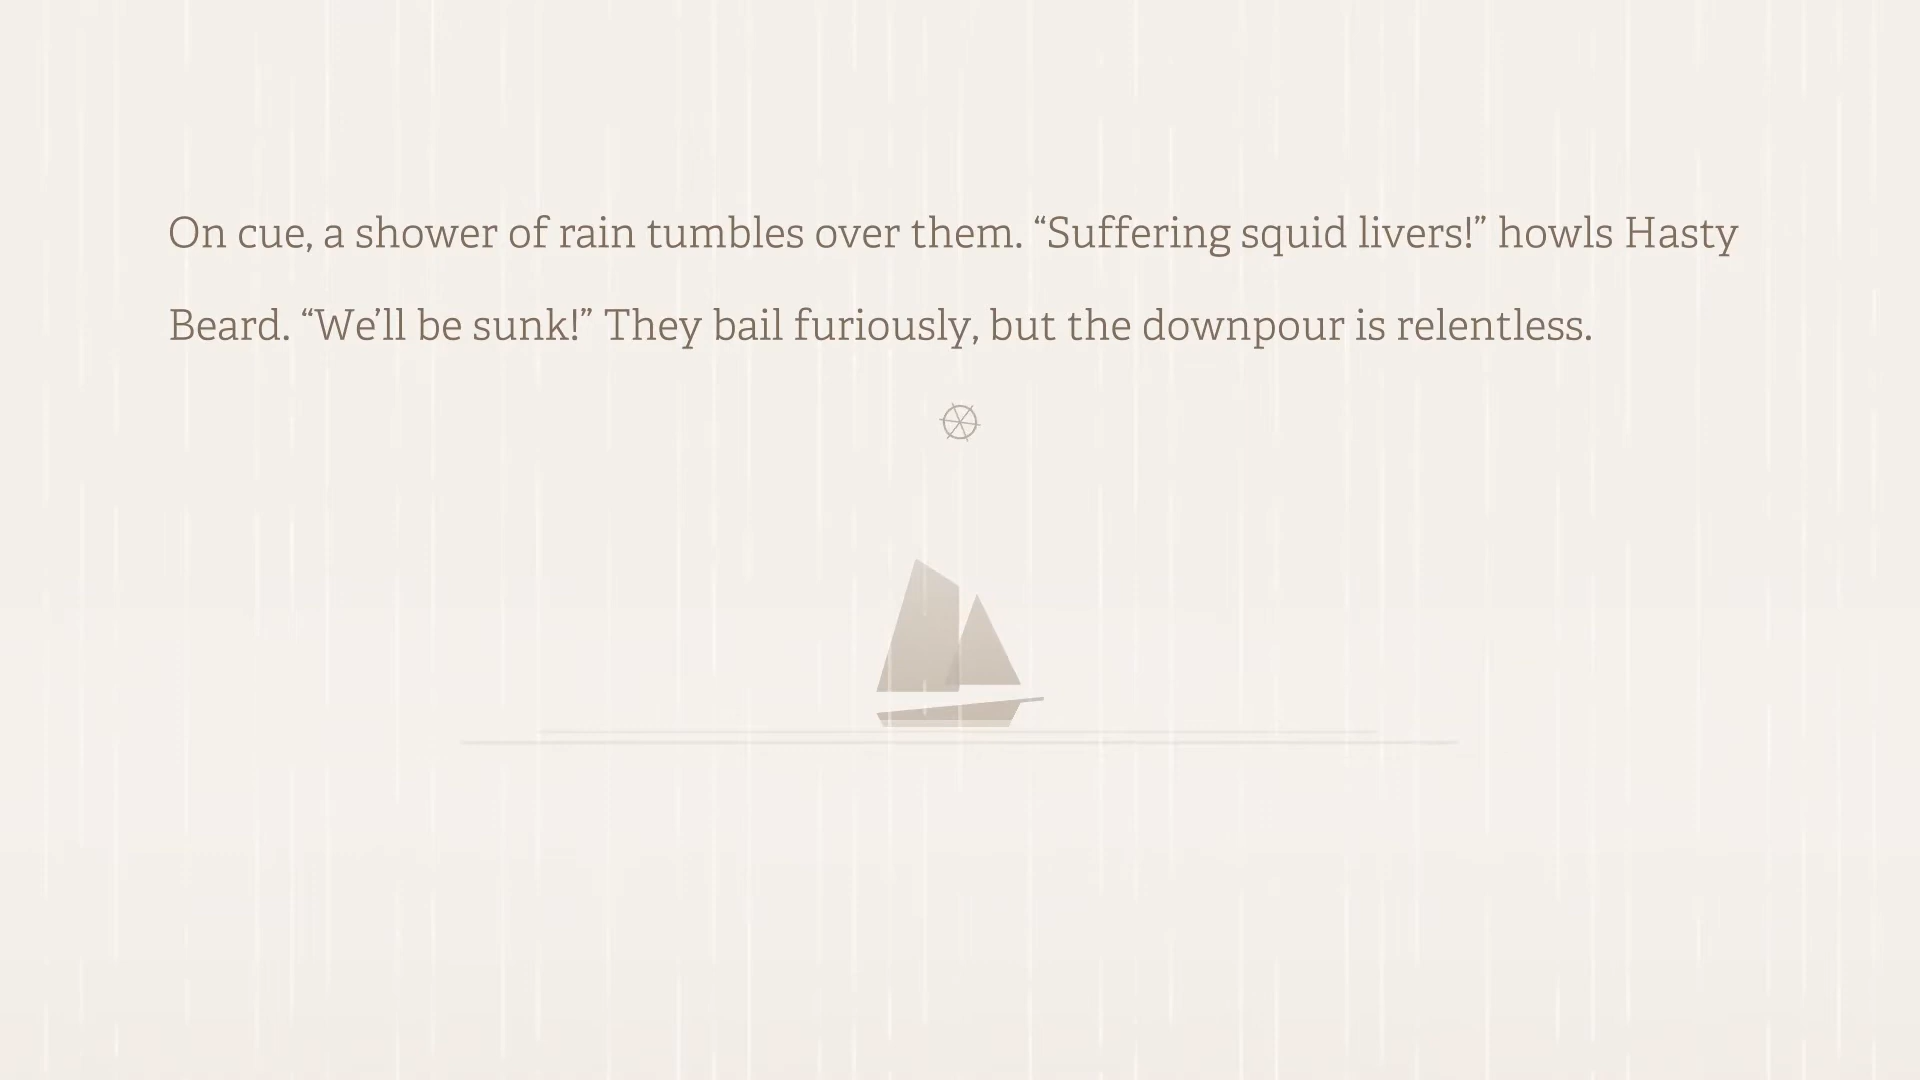 On cue, a shower of rain tumbles over them. “Suffering squid livers!” howls Hasty
Beard. “We’ll be sunk!” They bail furiously, but the downpour is relentless.